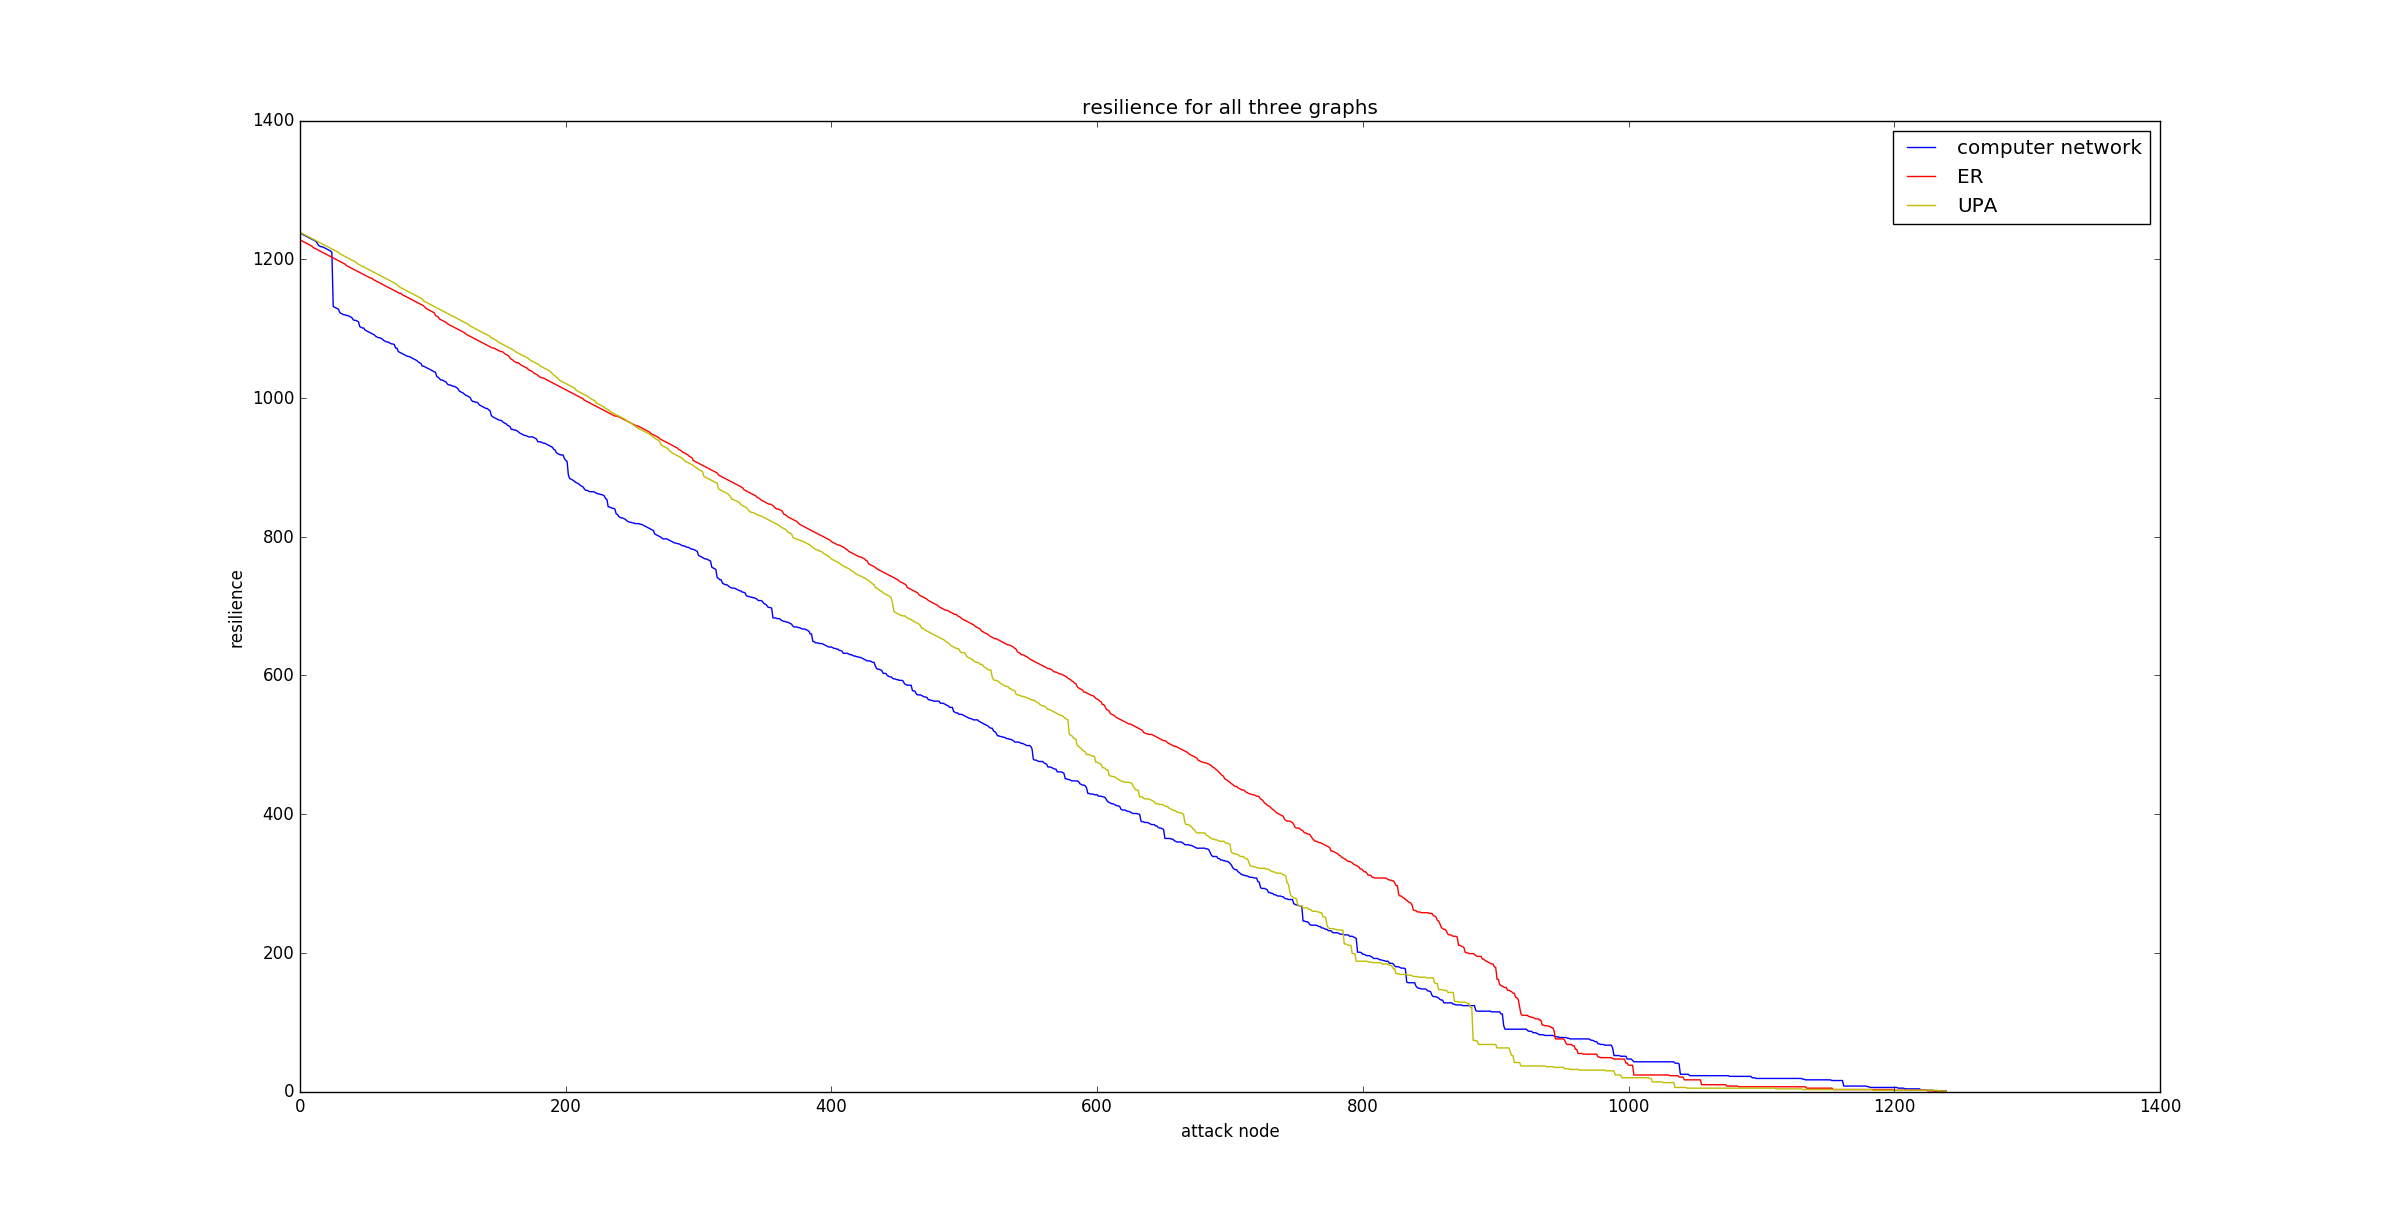 resilience for all three graphs
1400
1200
1000
800
600
400
200
0
resilience
computer network
ER
UPA
0 200 400 600 800 1000 1200 1400
attack node